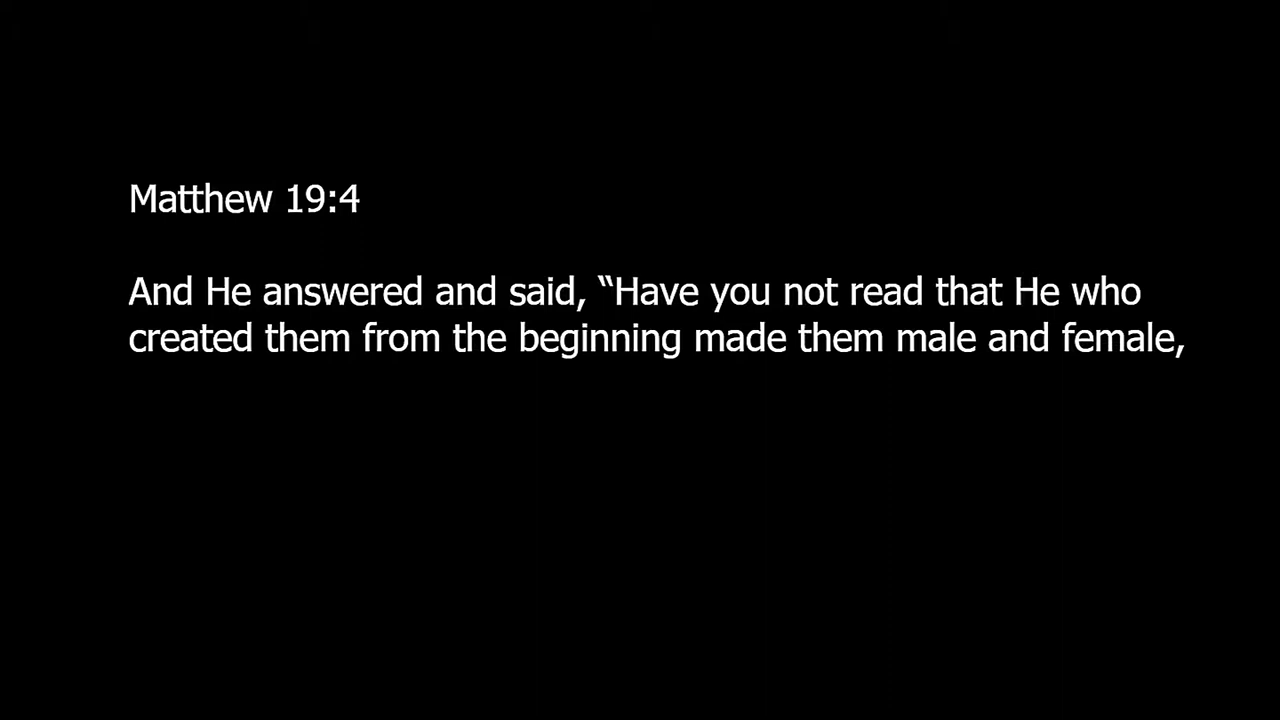 Matthew 19:4
And He answered and said, “Have you not read that He who
created them from the beginning made them male and female,